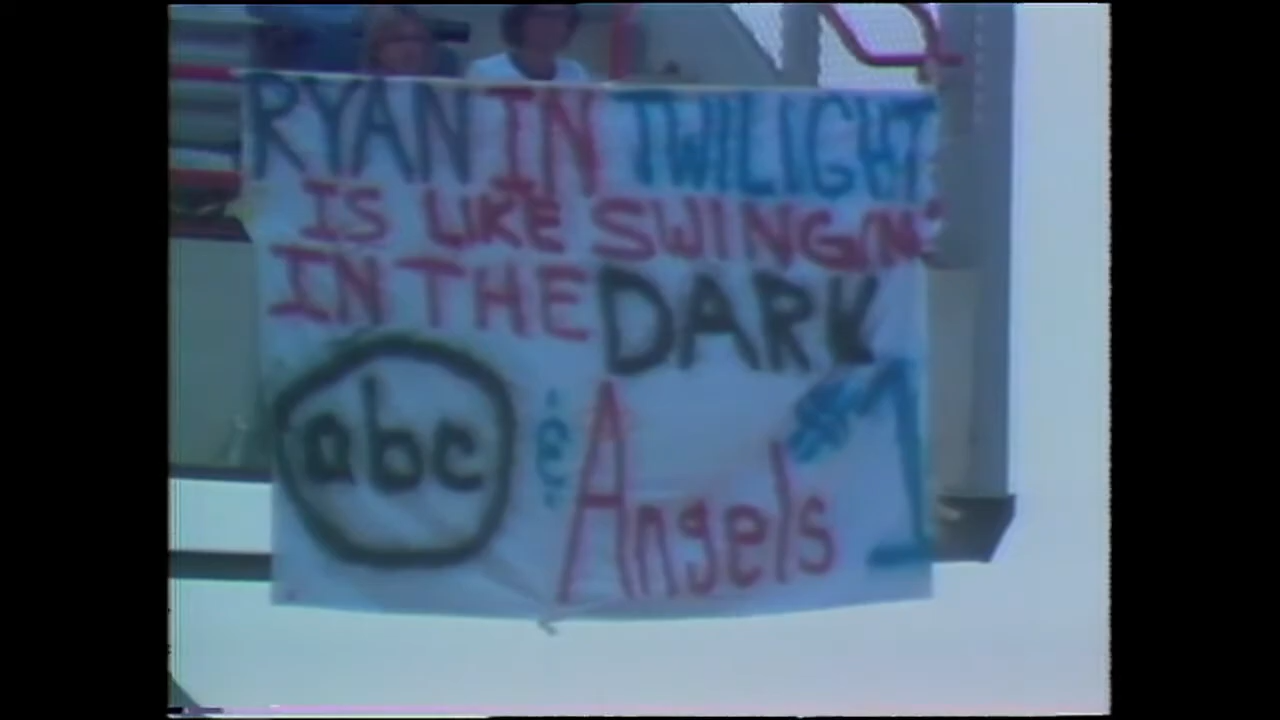 RYAN IN TWILIGHT
IS LIKE SWINGIN'
IN THE DARK
abc & Angels #1